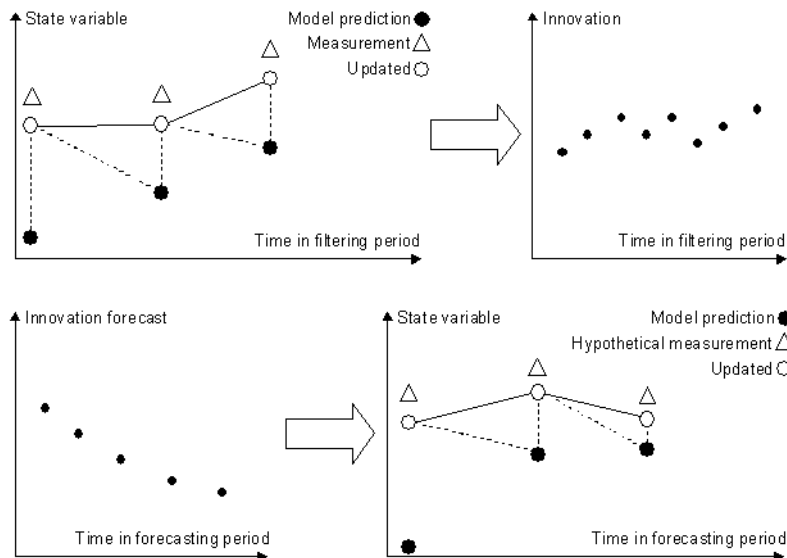 State variable
Model prediction
Measurement
Updated
Time in filtering period
Innovation
Time in filtering period
Innovation forecast
Time in forecasting period
State variable
Model prediction
Hypothetical measurement
Updated
Time in forecasting period